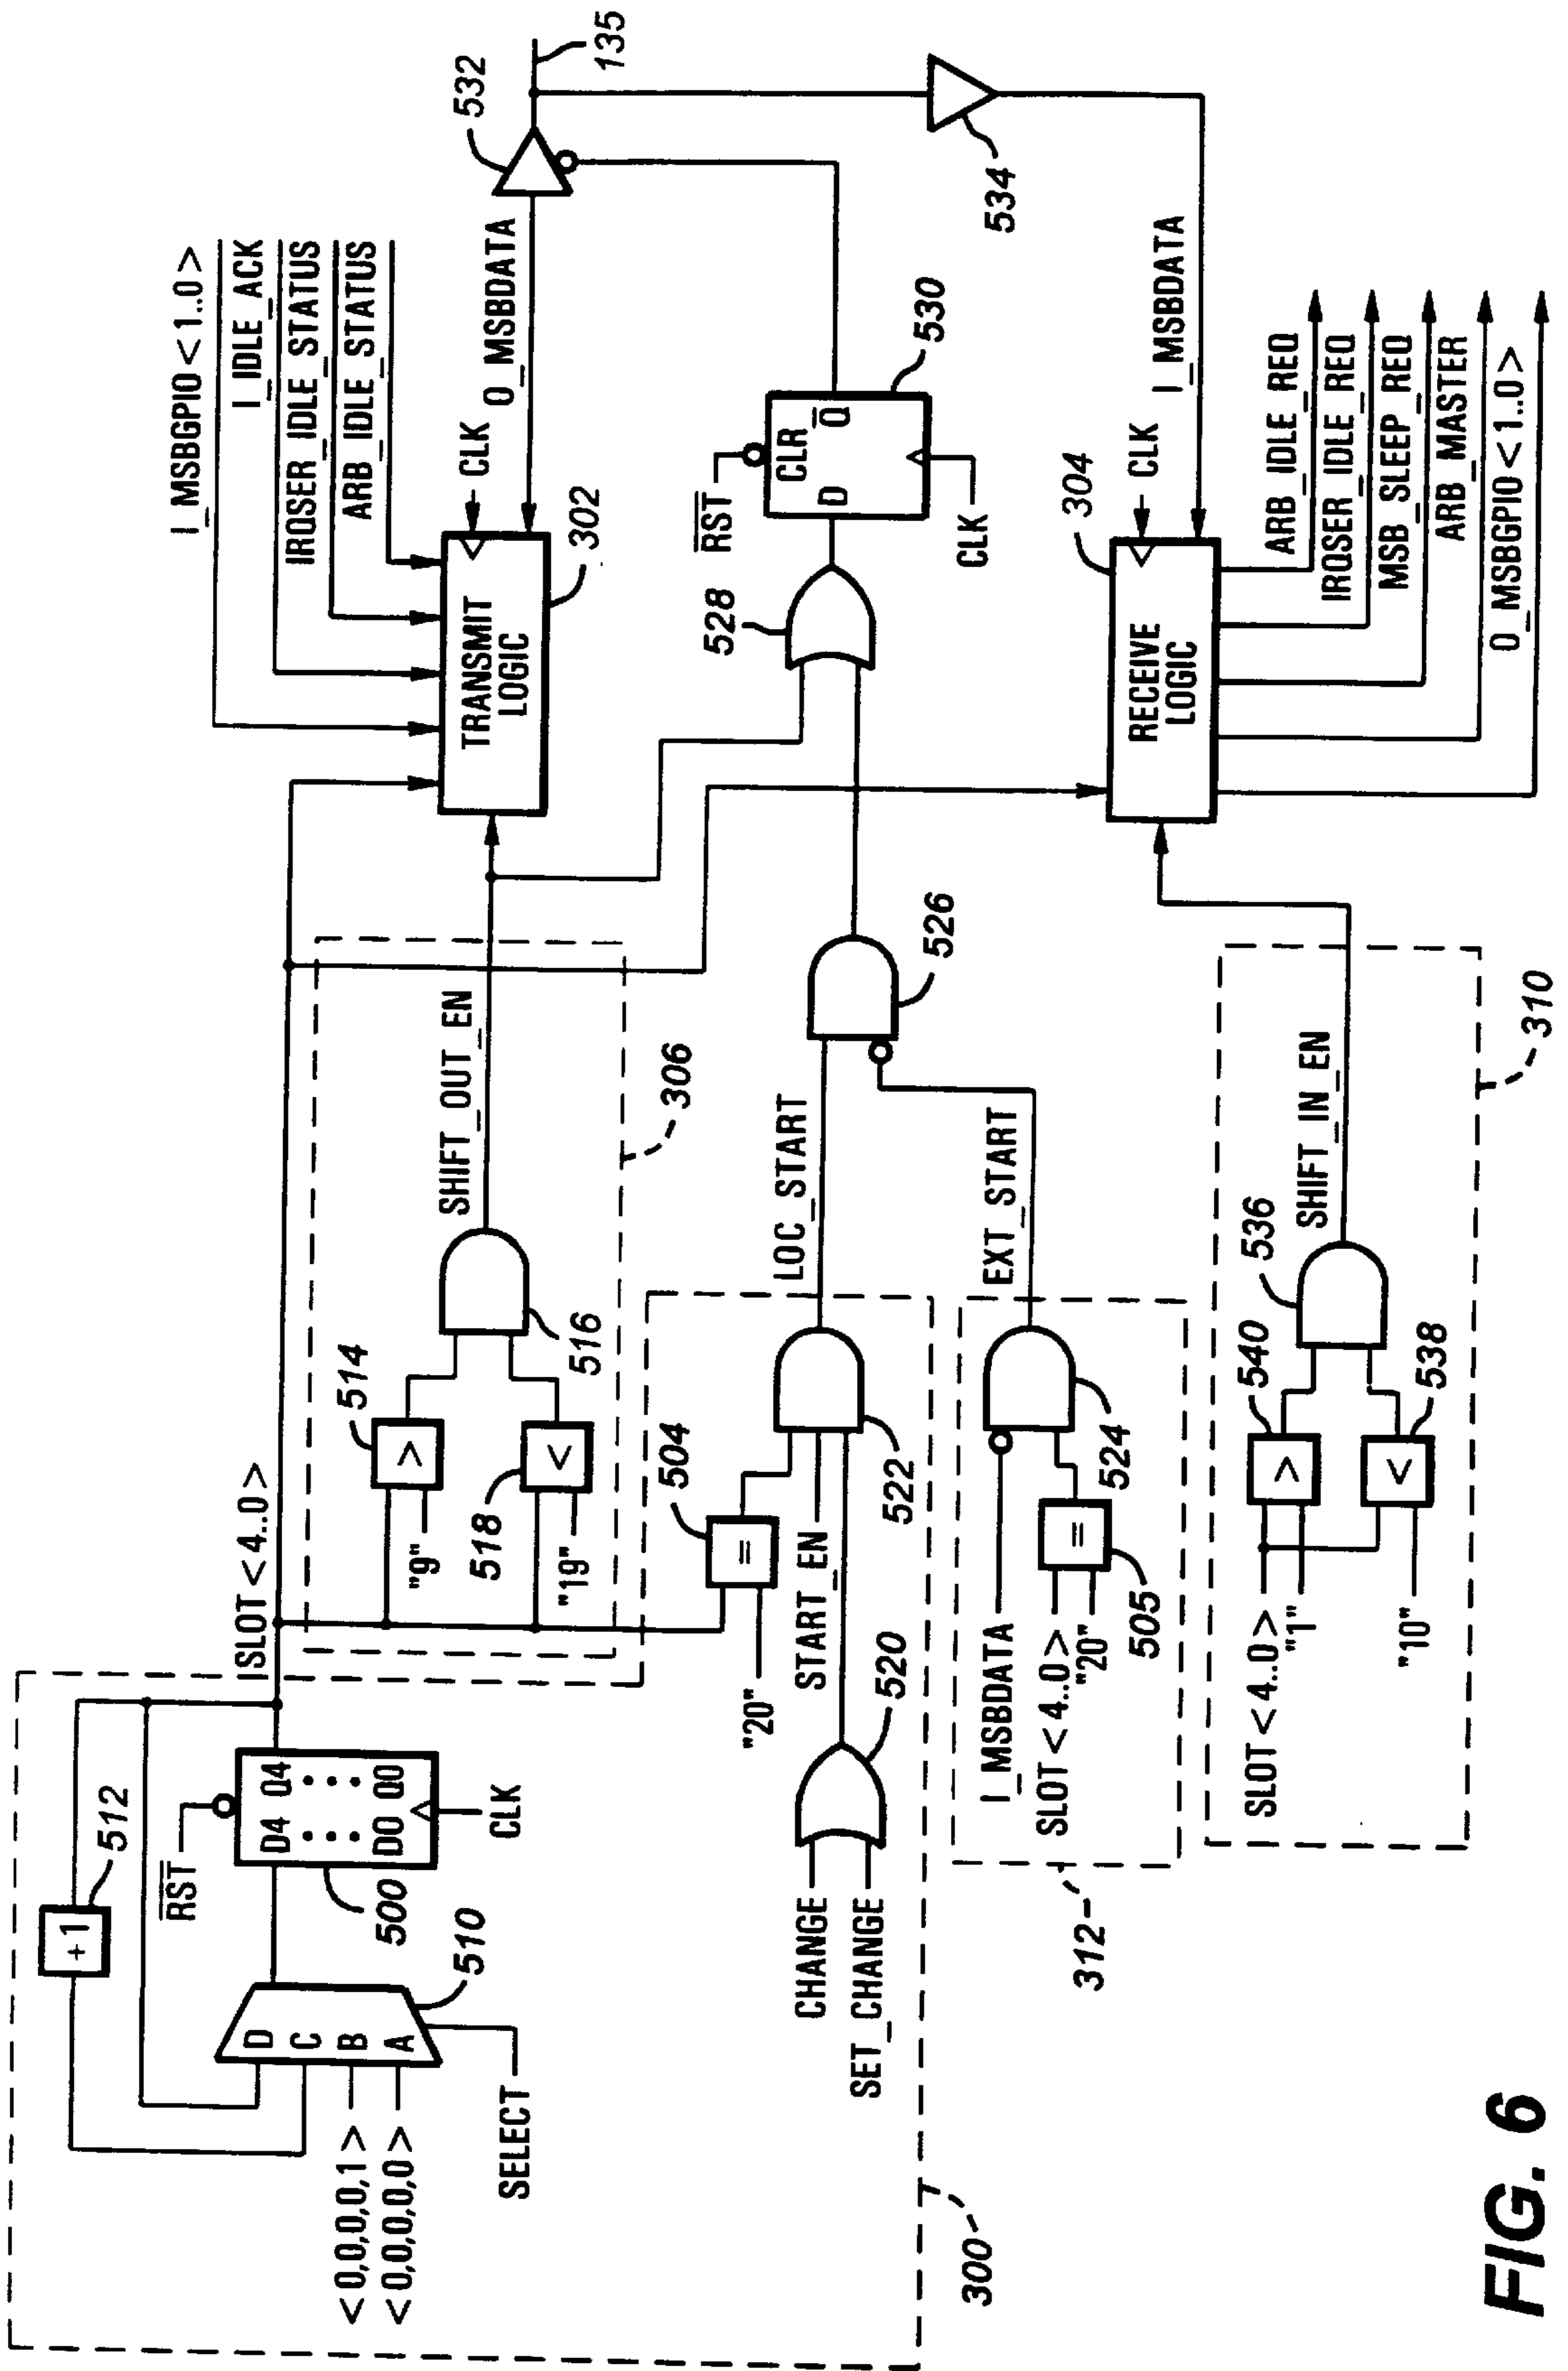 <0,0,0,0,1>
<0,0,0,0,0>
SELECT
D
C
B
A
510
+1
512
RST
D4 Q4
D0 Q0
500
CLK
SLOT<4..0>
"9"
514
518
"19"
>
<
516
SHIFT_OUT_EN
306
I_MSBGPIO<1..0>
I_IDLE_ACK
IRQSER_IDLE_STATUS
ARB_IDLE_STATUS
TRANSMIT
LOGIC
302
CLK
O_MSBDATA
532
135
CHANGE
SET_CHANGE
520
"20"
START_EN
504
=
522
LOC_START
300
I_MSBDATA
SLOT<4..0>
"20"
505
=
524
EXT_START
312
526
528
RST
CLR
D Q
530
CLK
534
SLOT<4..0>
"1"
"10"
540
>
<
538
536
SHIFT_IN_EN
310
RECEIVE
LOGIC
304
CLK
I_MSBDATA
ARB_IDLE_REQ
IRQSER_IDLE_REQ
MSB_SLEEP_REQ
ARB_MASTER
O_MSBGPIO<1..0>
FIG. 6